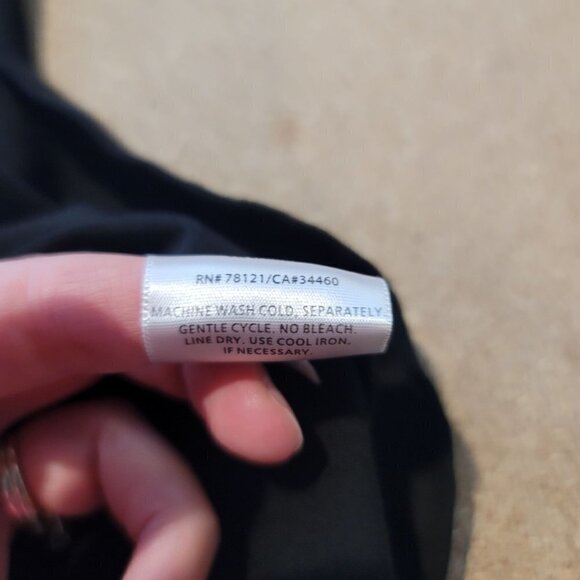 RN# 78121/CA#34460
MACHINE WASH COLD, SEPARATELY
GENTLE CYCLE. NO BLEACH.
LINE DRY. USE COOL IRON.
IF NECESSARY.